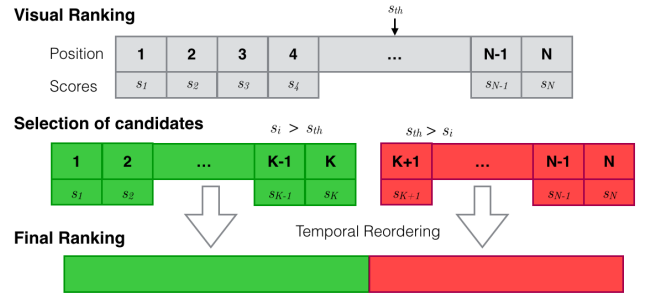 Visual Ranking
s_th
Position 1 2 3 4 ... N-1 N
Scores s_1 s_2 s_3 s_4 s_N-1 s_N
Selection of candidates
s_i > s_th s_th > s_i
1 2 ... K-1 K K+1 ... N-1 N
s_1 s_2 s_K-1 s_K s_K+1 s_N-1 s_N
Temporal Reordering
Final Ranking